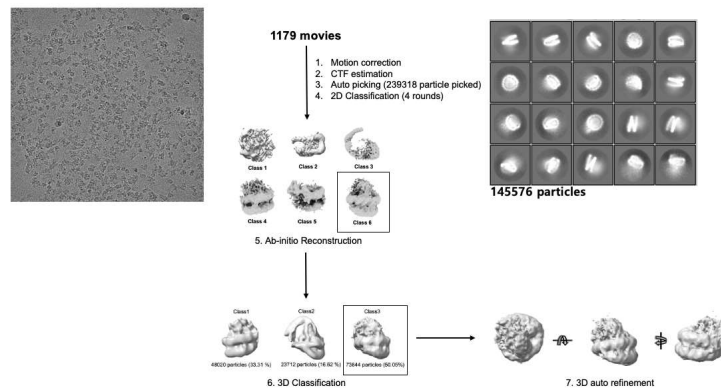 1179 movies
1. Motion correction
2. CTF estimation
3. Auto picking (239318 particle picked)
4. 2D Classification (4 rounds)
145576 particles
Class 1 Class 2 Class 3
Class 4 Class 5 Class 6
5. Ab-initio Reconstruction
Class1 Class2 Class3
48020 particles (33.31 %) 23712 particles (16.62 %) 73844 particles (50.05%)
6. 3D Classification
7. 3D auto refinement